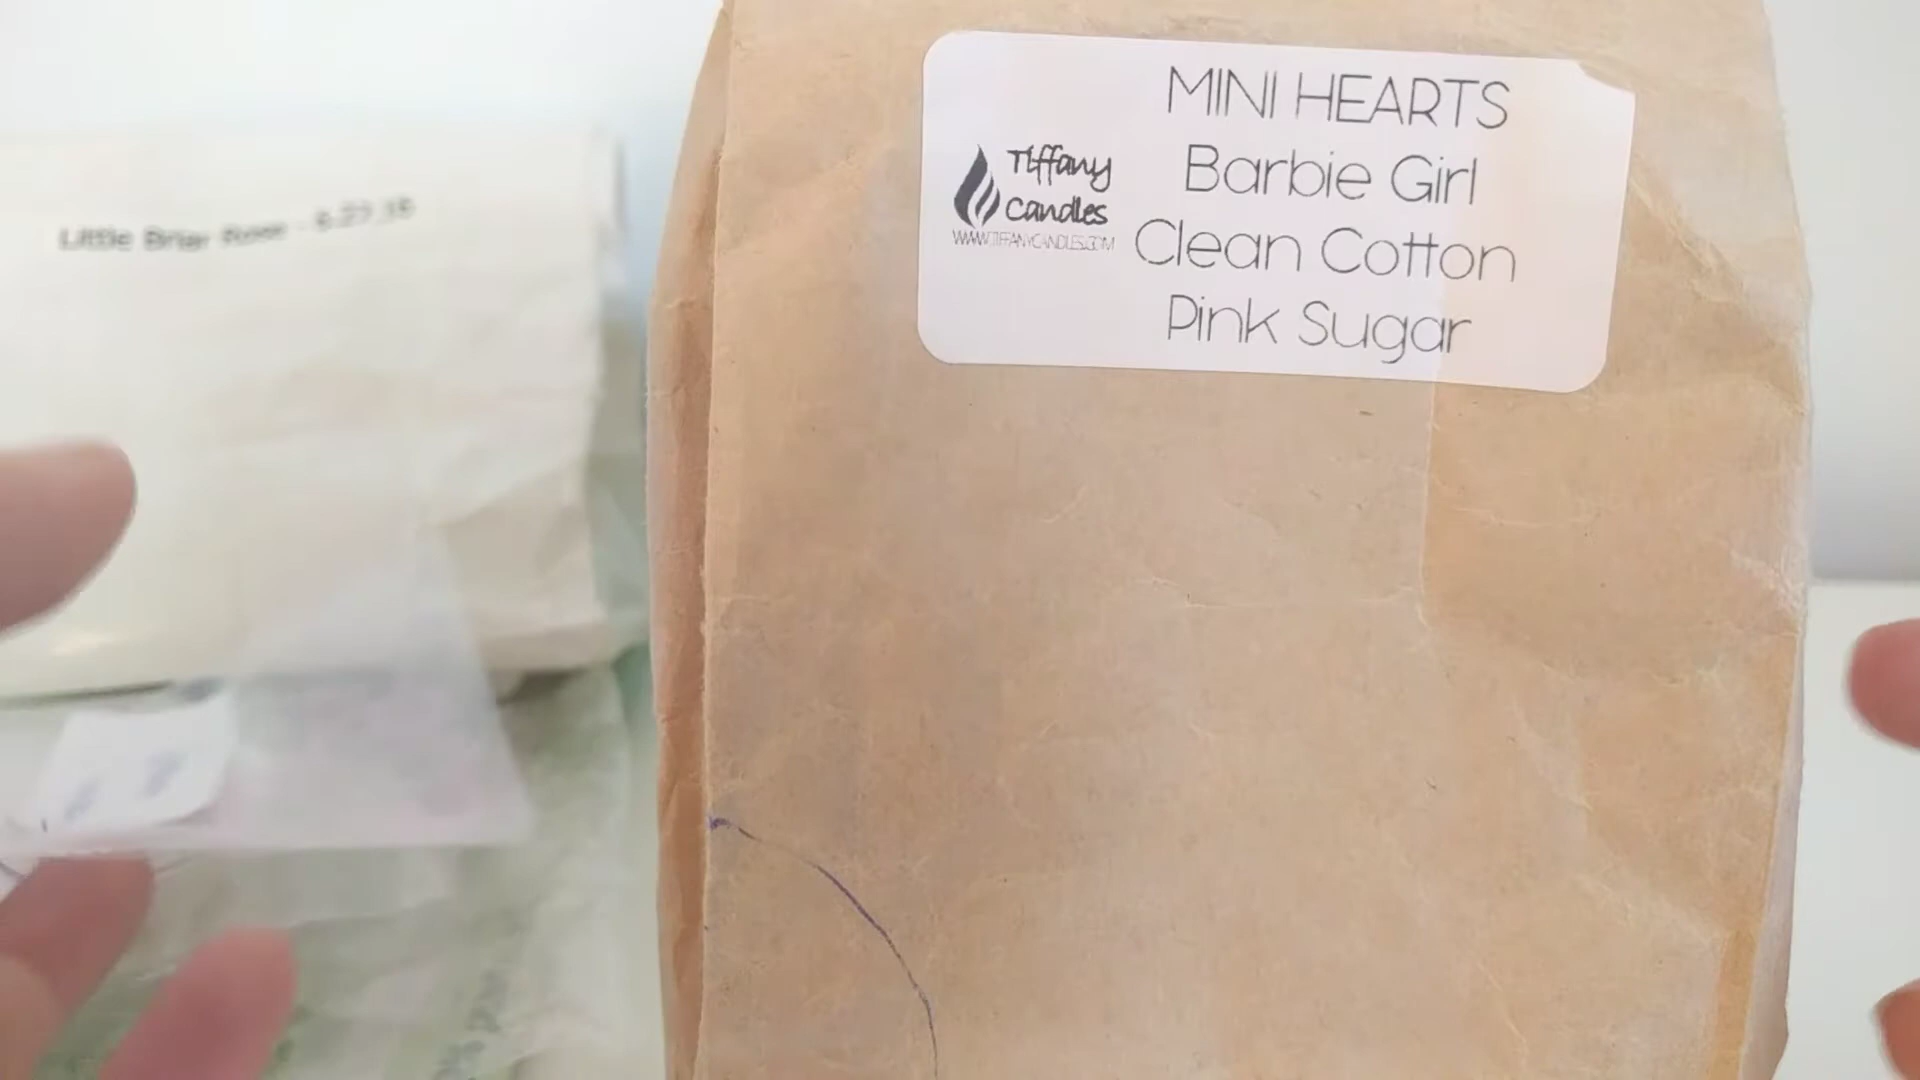 MINI HEARTS
Barbie Girl
Clean Cotton
Pink Sugar
Tiffany
Candles
WWW.TIFFANYCANDLES.COM
Little Briar Rose -